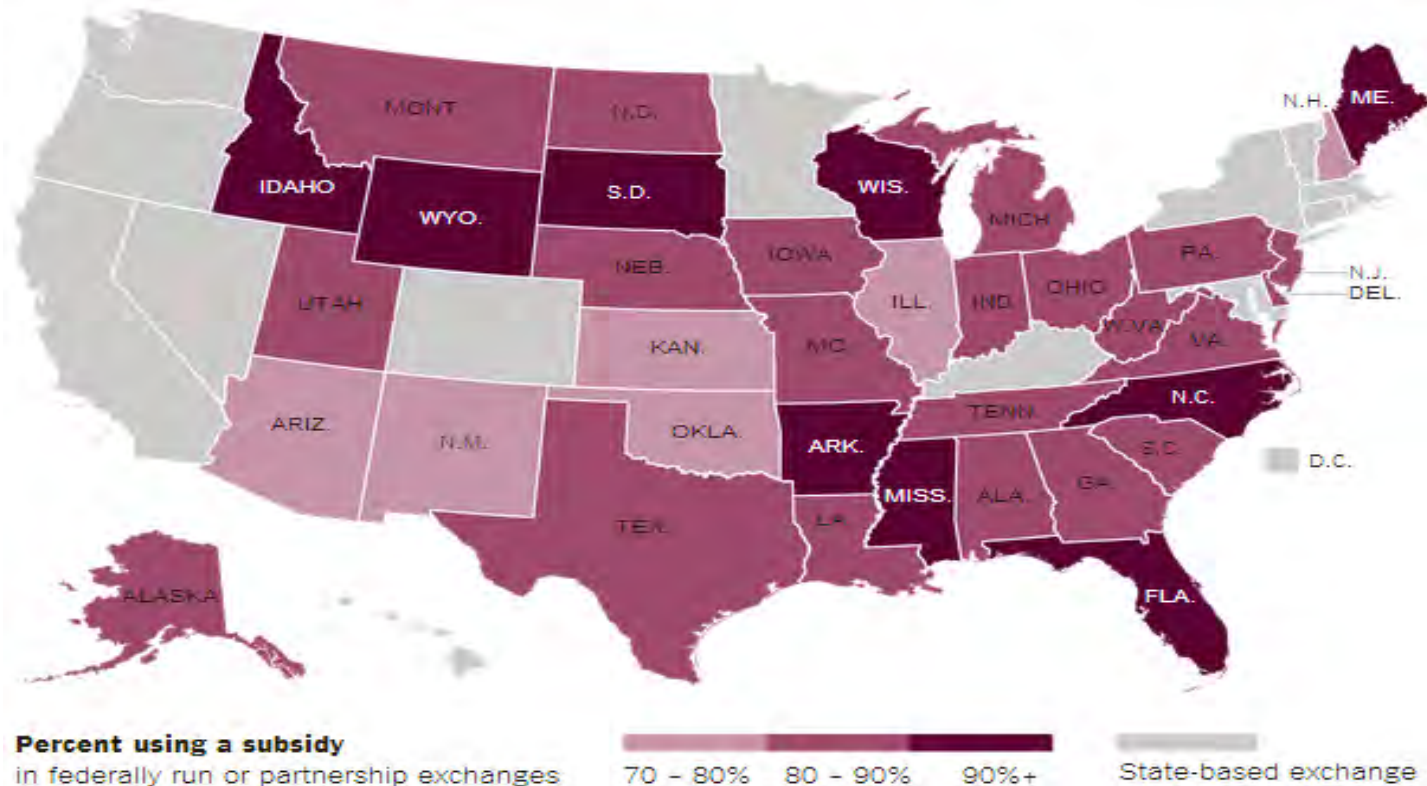 N.H.
ME.
MONT
N.D.
IDAHO
WYO.
S.D.
WIS.
MICH
NEB.
IOWA
PA.
N.J.
DEL.
UTAH
ILL.
IND.
OHIO
W.VA
VA.
KAN.
MO.
ARIZ.
N.M.
OKLA.
ARK.
TENN.
N.C.
S.C.
D.C.
MISS.
ALA.
GA.
TEX.
LA.
FLA.
ALASKA
Percent using a subsidy
in federally run or partnership exchanges
70 – 80% 80 – 90% 90%+
State-based exchange